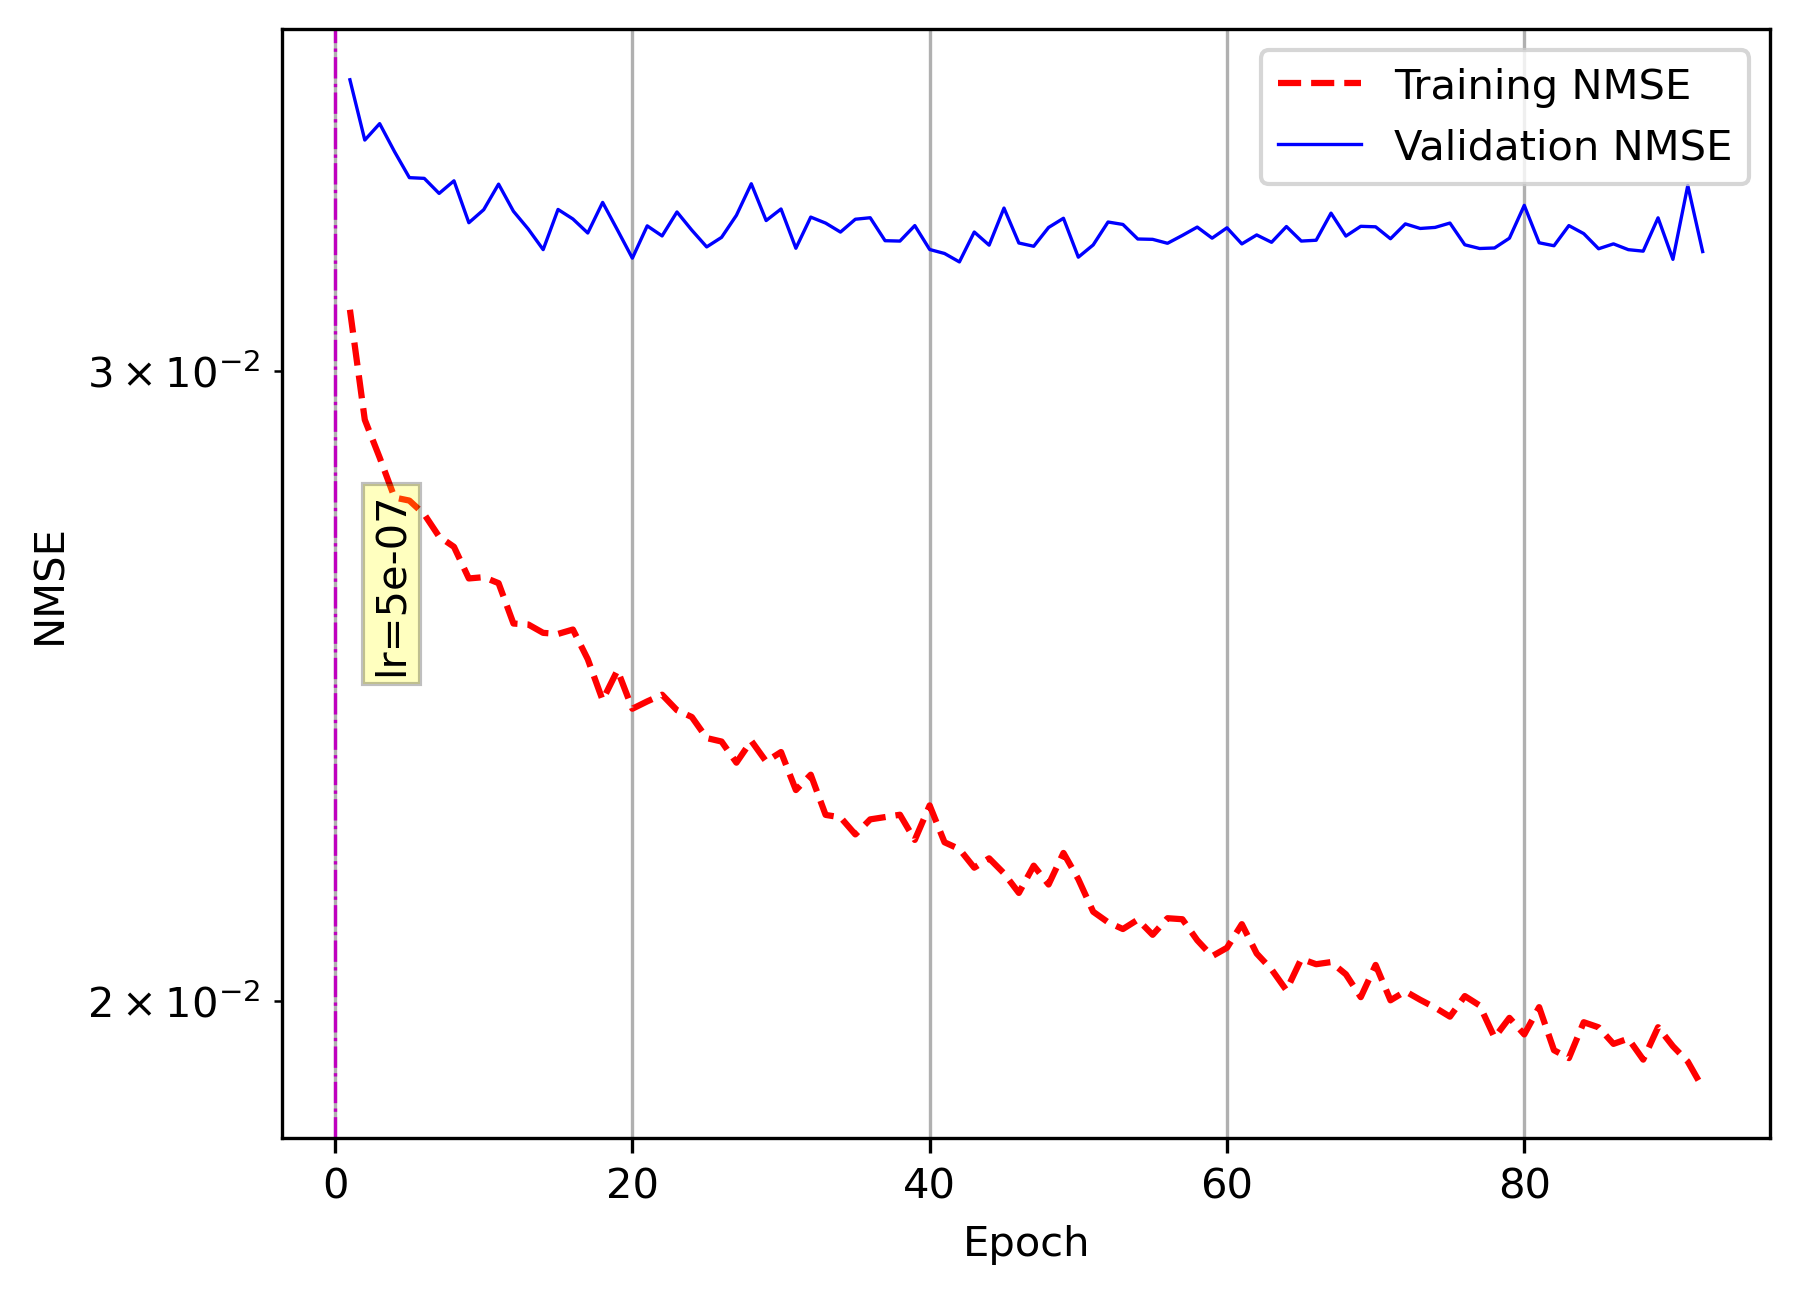 Training NMSE
Validation NMSE
3 × 10⁻²
2 × 10⁻²
NMSE
lr=5e-07
0 20 40 60 80
Epoch